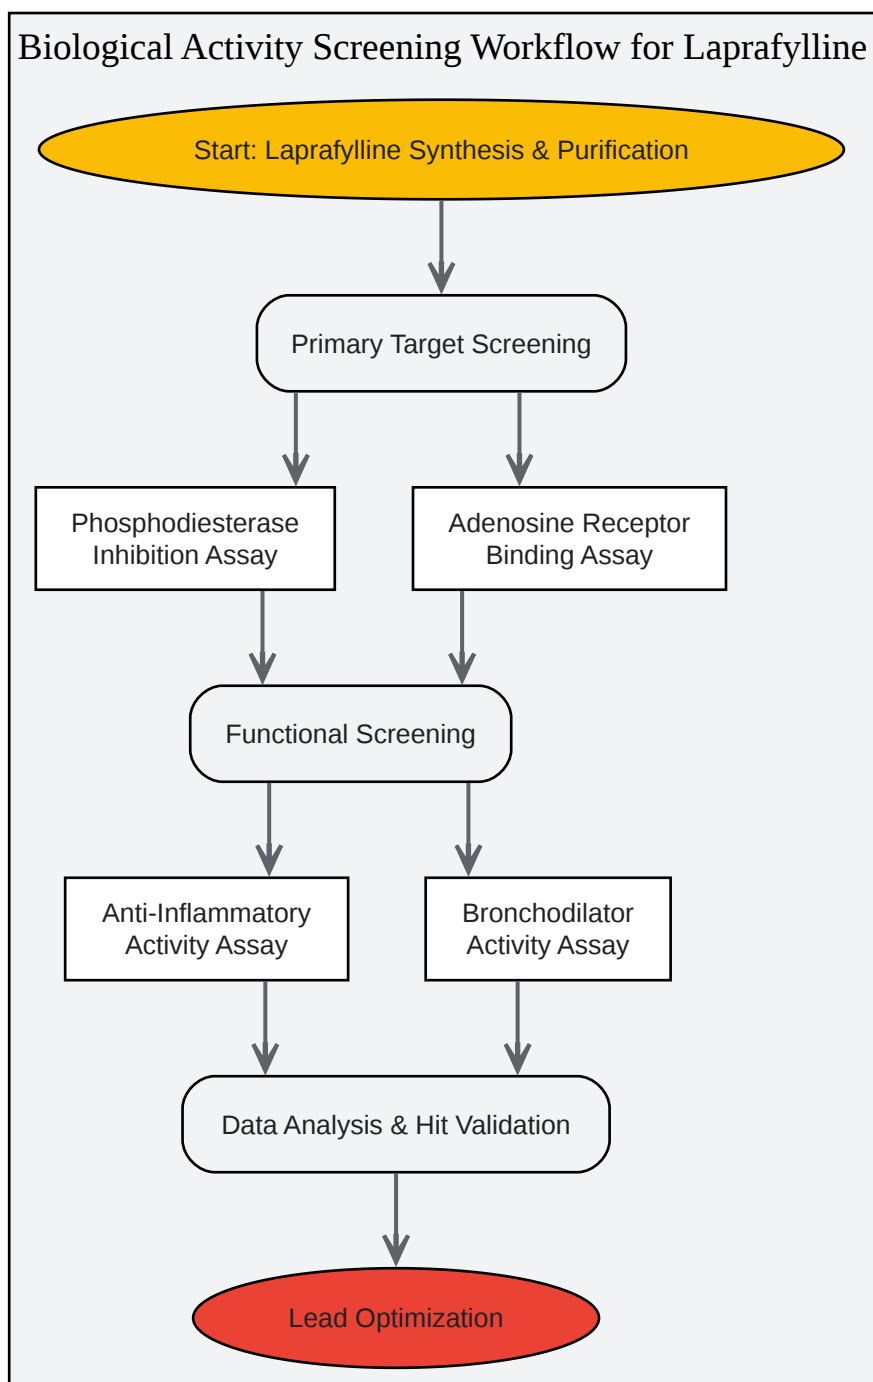 Biological Activity Screening Workflow for Laprafylline
Start: Laprafylline Synthesis & Purification
Primary Target Screening
Phosphodiesterase
Inhibition Assay
Adenosine Receptor
Binding Assay
Functional Screening
Anti-Inflammatory
Activity Assay
Bronchodilator
Activity Assay
Data Analysis & Hit Validation
Lead Optimization